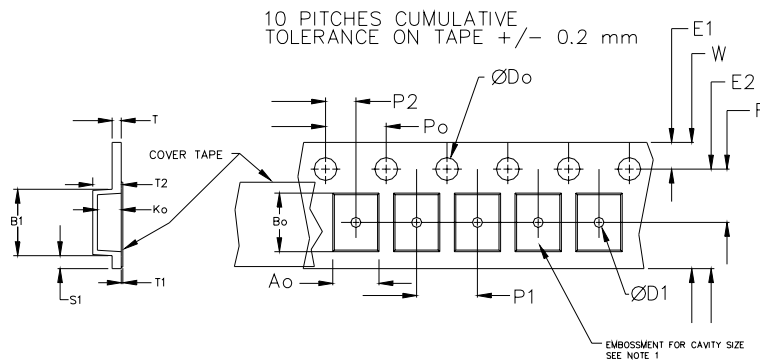 10 PITCHES CUMULATIVE
TOLERANCE ON TAPE +/- 0.2 mm
E1
W
E2
F
ØDo
P2
Po
T
COVER TAPE
T2
Ko
B1
Bo
S1
T1
Ao
P1
ØD1
EMBOSSMENT FOR CAVITY SIZE
SEE NOTE 1